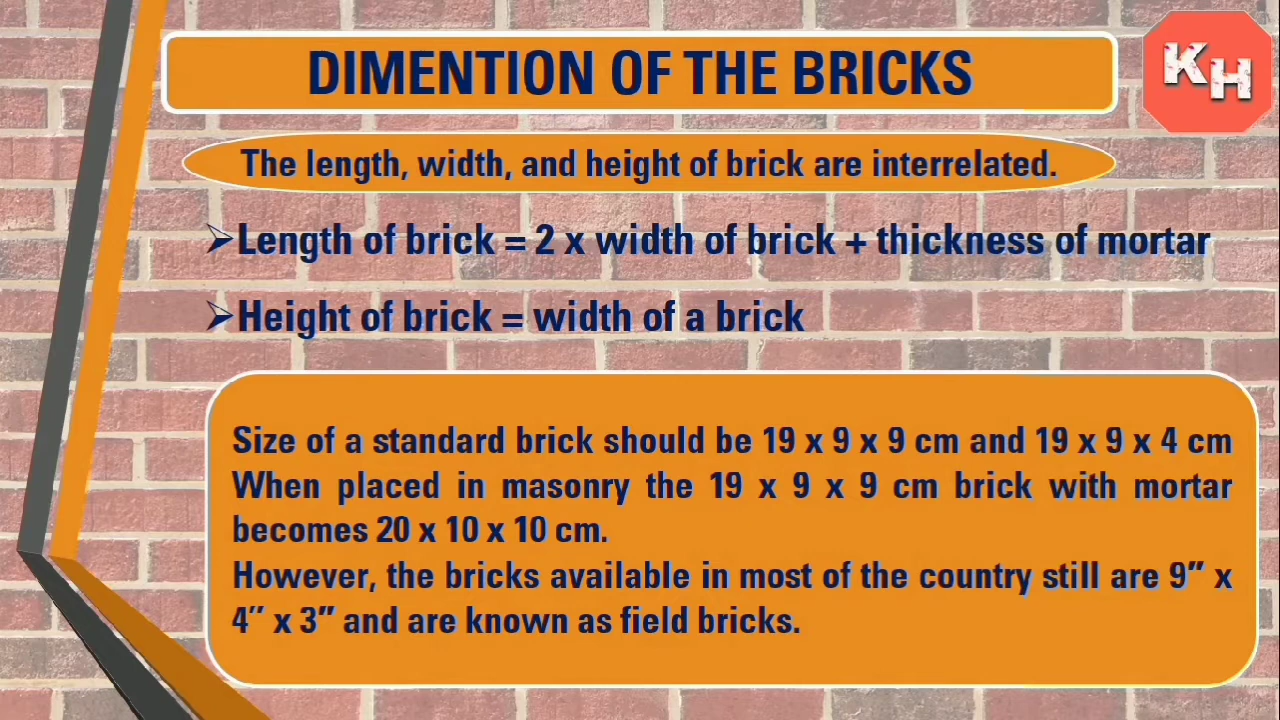 DIMENTION OF THE BRICKS
KH
The length, width, and height of brick are interrelated.
➢Length of brick = 2 x width of brick + thickness of mortar
➢Height of brick = width of a brick
Size of a standard brick should be 19 x 9 x 9 cm and 19 x 9 x 4 cm
When placed in masonry the 19 x 9 x 9 cm brick with mortar
becomes 20 x 10 x 10 cm.
However, the bricks available in most of the country still are 9” x
4’’ x 3” and are known as field bricks.